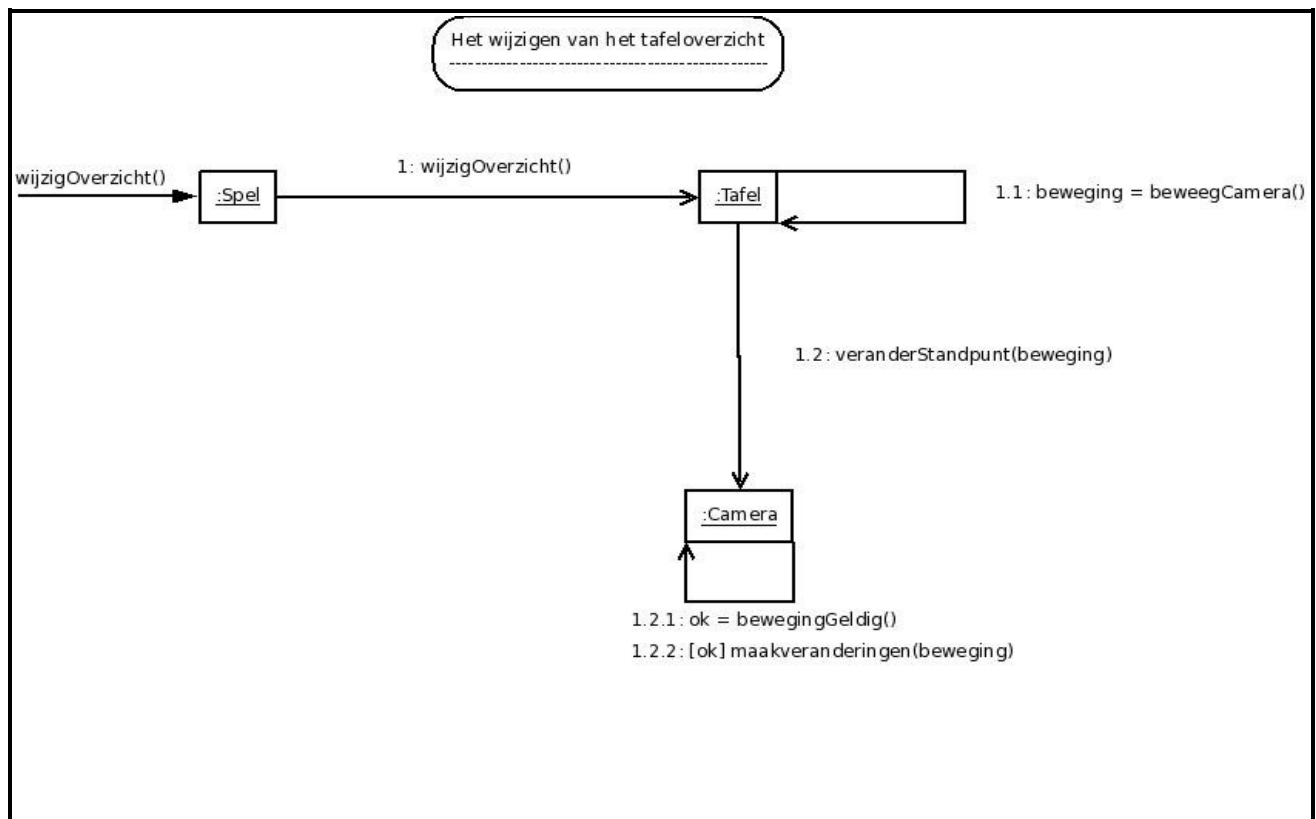 Het wijzigen van het tafeloverzicht
wijzigOverzicht()
:Spel
1: wijzigOverzicht()
:Tafel
1.1: beweging = beweegCamera()
1.2: veranderStandpunt(beweging)
:Camera
1.2.1: ok = bewegingGeldig()
1.2.2: [ok] maakveranderingen(beweging)